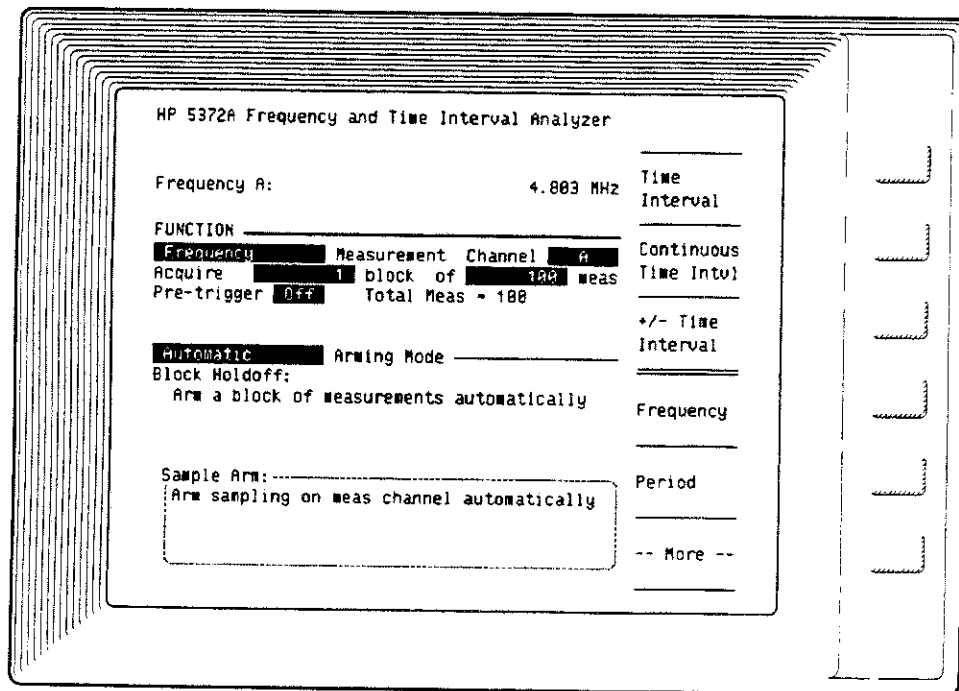 HP 5372A Frequency and Time Interval Analyzer
Frequency A: 4.803 MHz
FUNCTION
Frequency Measurement Channel A
Acquire 1 block of 100 meas
Pre-trigger Off Total Meas = 100
Automatic Arming Mode
Block Holdoff:
Arm a block of measurements automatically
Sample Arm:
Arm sampling on meas channel automatically
Time
Interval
Continuous
Time Intvl
+/- Time
Interval
Frequency
Period
-- More --